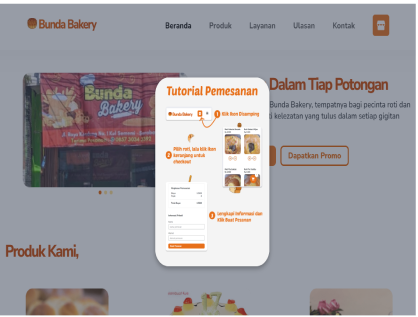 Bunda Bakery
Beranda
Produk
Layanan
Ulasan
Kontak
Dalam Tiap Potongan
Bunda Bakery, tempatnya bagi pecinta roti dan
kelezatan yang tulus dalam setiap gigitan
Dapatkan Promo
Bunda
Bakery
Tutorial Pemesanan
Bunda Bakery
1 Klik Ikon Disamping
2 Pilih roti, lalu klik ikon
keranjang untuk
checkout
3 Lengkapi Informasi dan
Klik Buat Pesanan
Produk Kami,